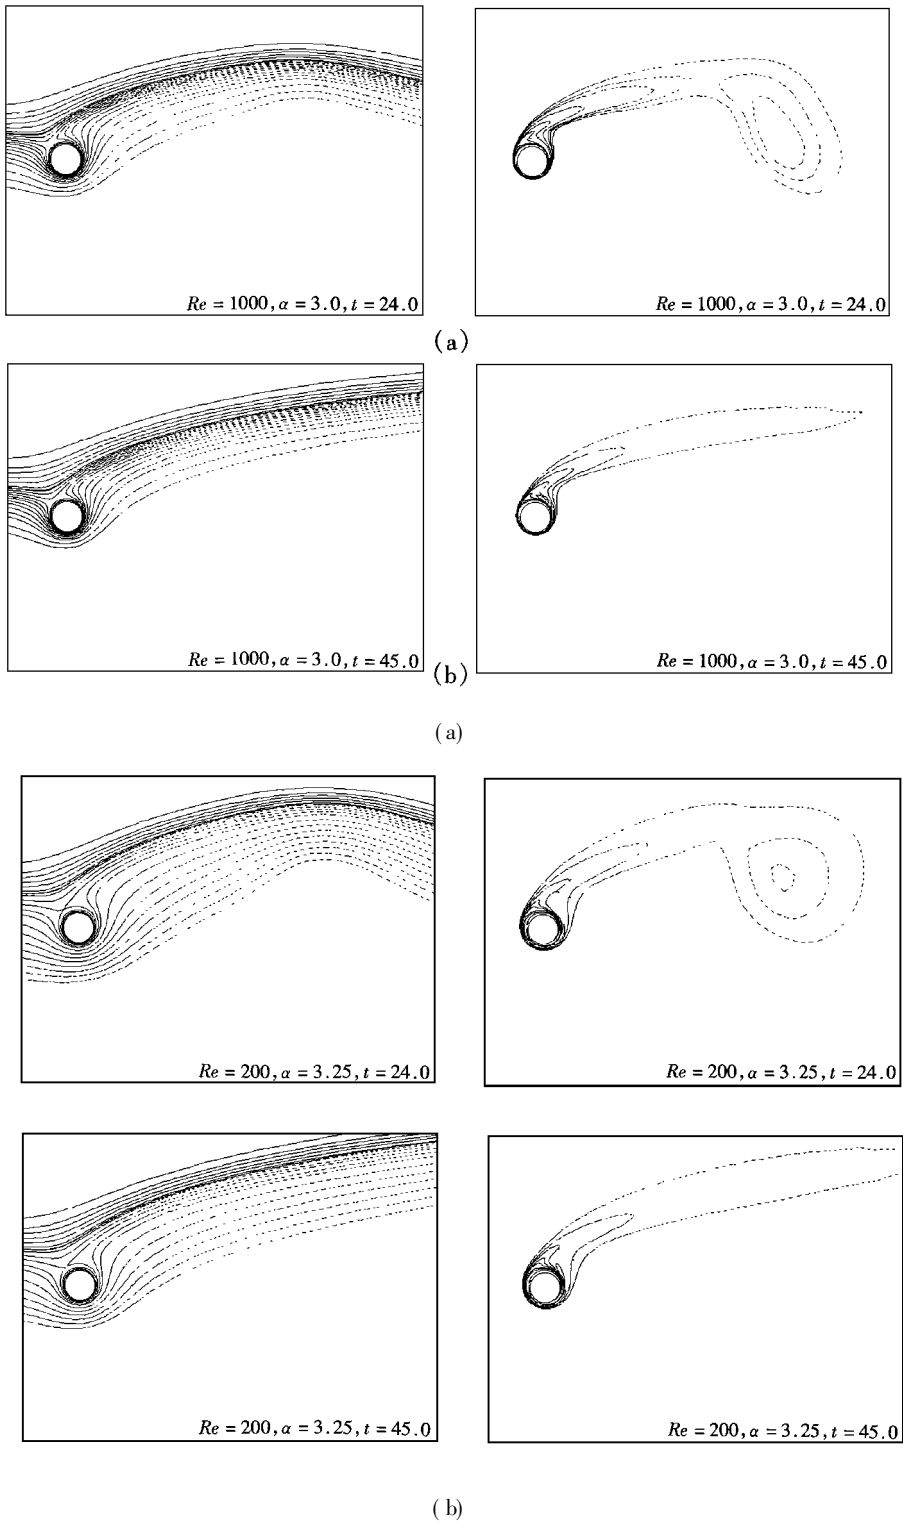 Re = 1000, α = 3.0, t = 24.0
Re = 1000, α = 3.0, t = 24.0
(a)
Re = 1000, α = 3.0, t = 45.0
Re = 1000, α = 3.0, t = 45.0
(b)
(a)
Re = 200, α = 3.25, t = 24.0
Re = 200, α = 3.25, t = 24.0
Re = 200, α = 3.25, t = 45.0
Re = 200, α = 3.25, t = 45.0
(b)